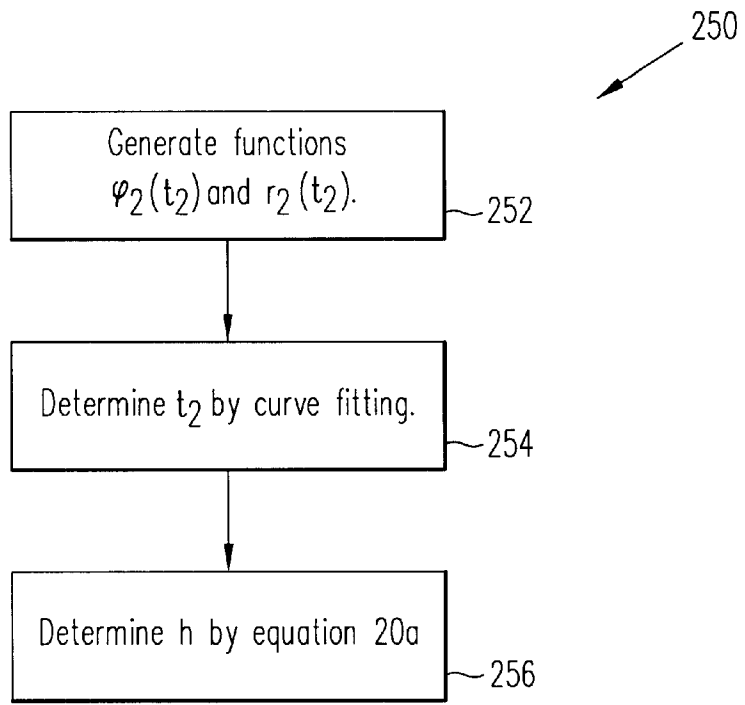 250
Generate functions
φ₂(t₂) and r₂(t₂).
252
Determine t₂ by curve fitting.
254
Determine h by equation 20a
256